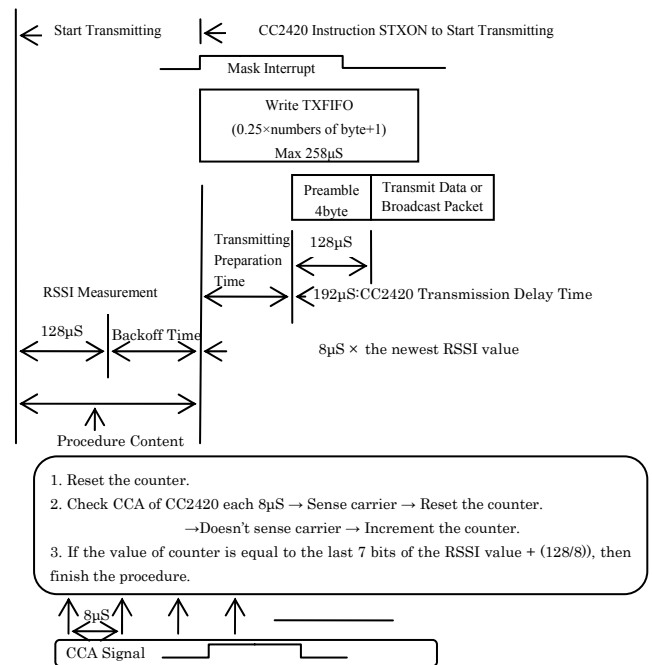 Start Transmitting
CC2420 Instruction STXON to Start Transmitting
Mask Interrupt
Write TXFIFO
(0.25×numbers of byte+1)
Max 258µS
Preamble
4byte
Transmit Data or
Broadcast Packet
Transmitting
Preparation
Time
128µS
192µS:CC2420 Transmission Delay Time
RSSI Measurement
128µS
Backoff Time
8µS × the newest RSSI value
Procedure Content
1. Reset the counter.
2. Check CCA of CC2420 each 8µS → Sense carrier → Reset the counter.
→Doesn't sense carrier → Increment the counter.
3. If the value of counter is equal to the last 7 bits of the RSSI value + (128/8)), then
finish the procedure.
8µS
CCA Signal